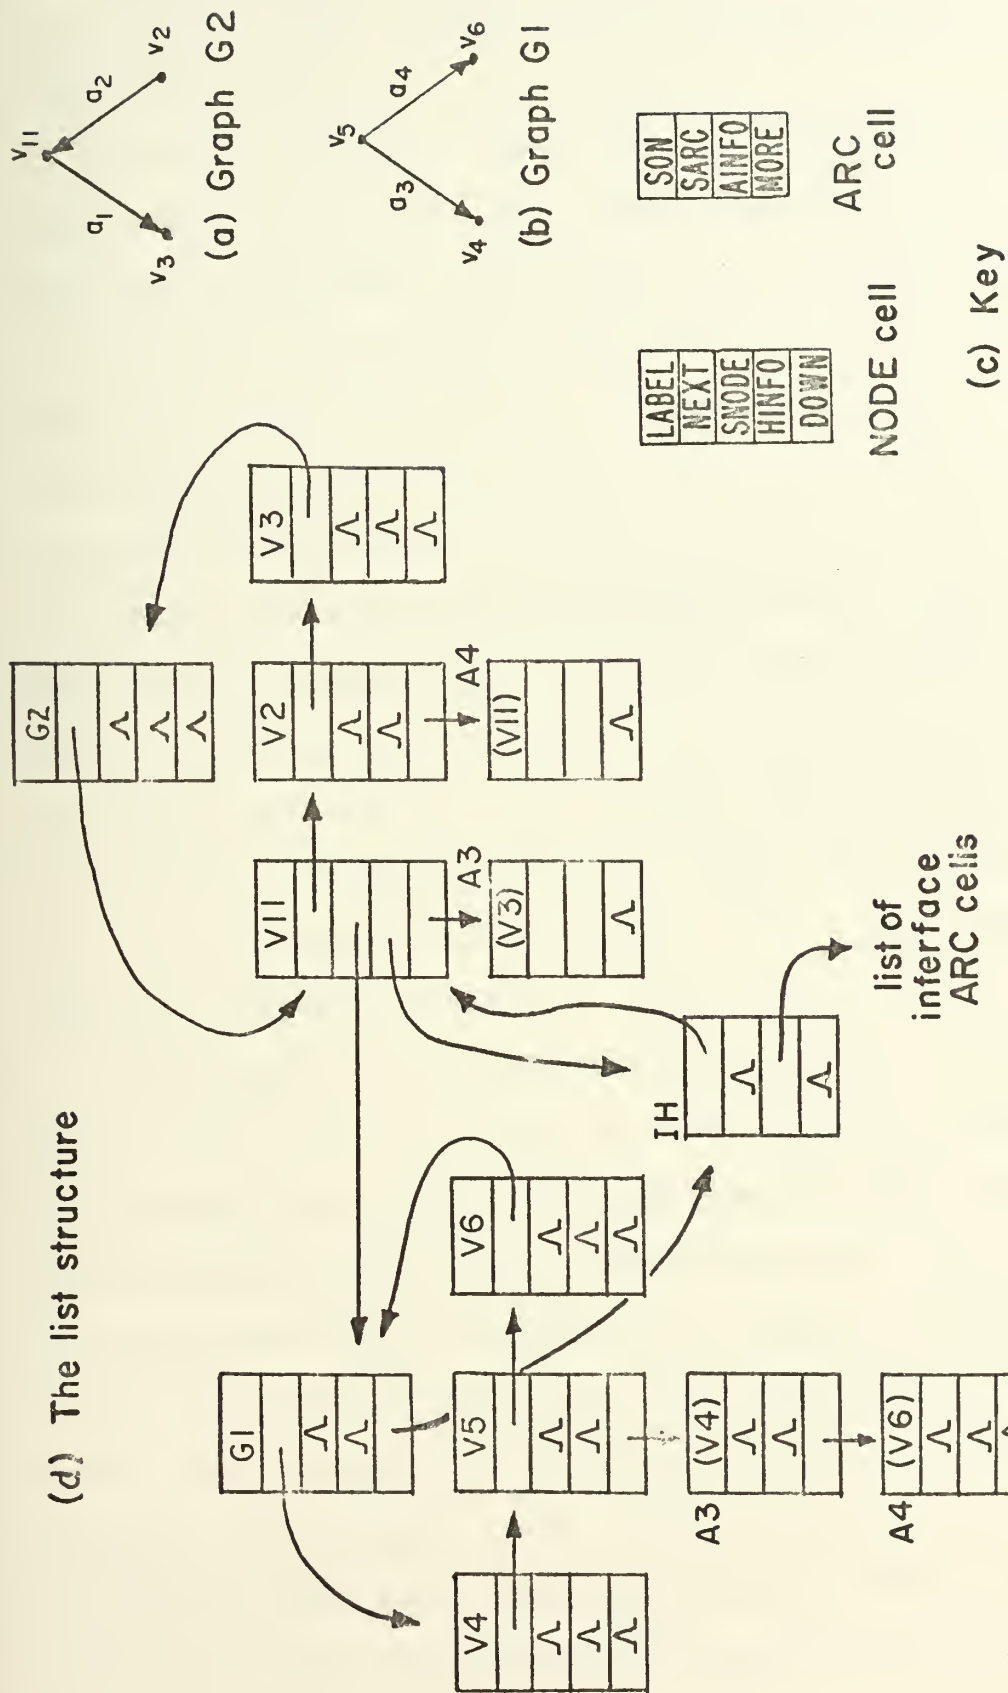 (d) The list structure
G1
Λ
Λ
V4
Λ
Λ
Λ
V5
Λ
Λ
V6
Λ
Λ
Λ
A3
(V4)
Λ
Λ
A4
(V6)
Λ
Λ
Λ
IH
Λ
Λ
list of
interface
ARC cells
G2
Λ
Λ
Λ
V11
V2
Λ
Λ
V3
Λ
Λ
Λ
A3
(V3)
Λ
A4
(V11)
Λ
v11
a1
a2
v3
v2
(a) Graph G2
v5
a3
a4
v4
v6
(b) Graph G1
LABEL
NEXT
SNODE
HINFO
DOWN
NODE cell
SON
SARC
AINFO
MORE
ARC
cell
(c) Key